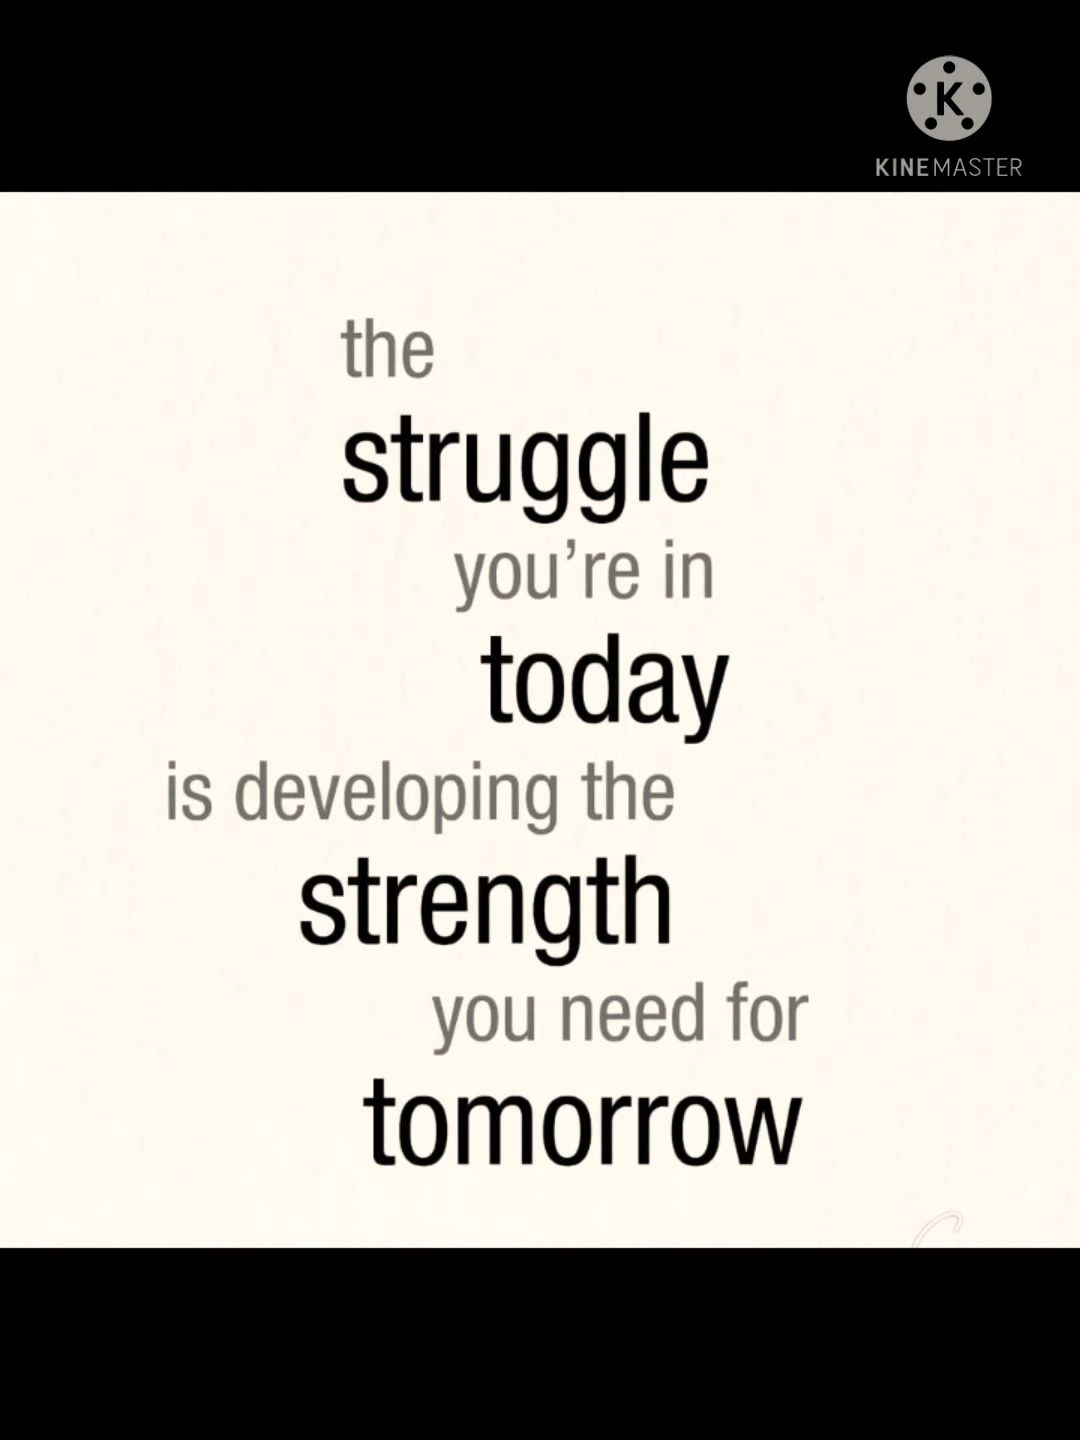 KINEMASTER
the
struggle
you’re in
today
is developing the
strength
you need for
tomorrow